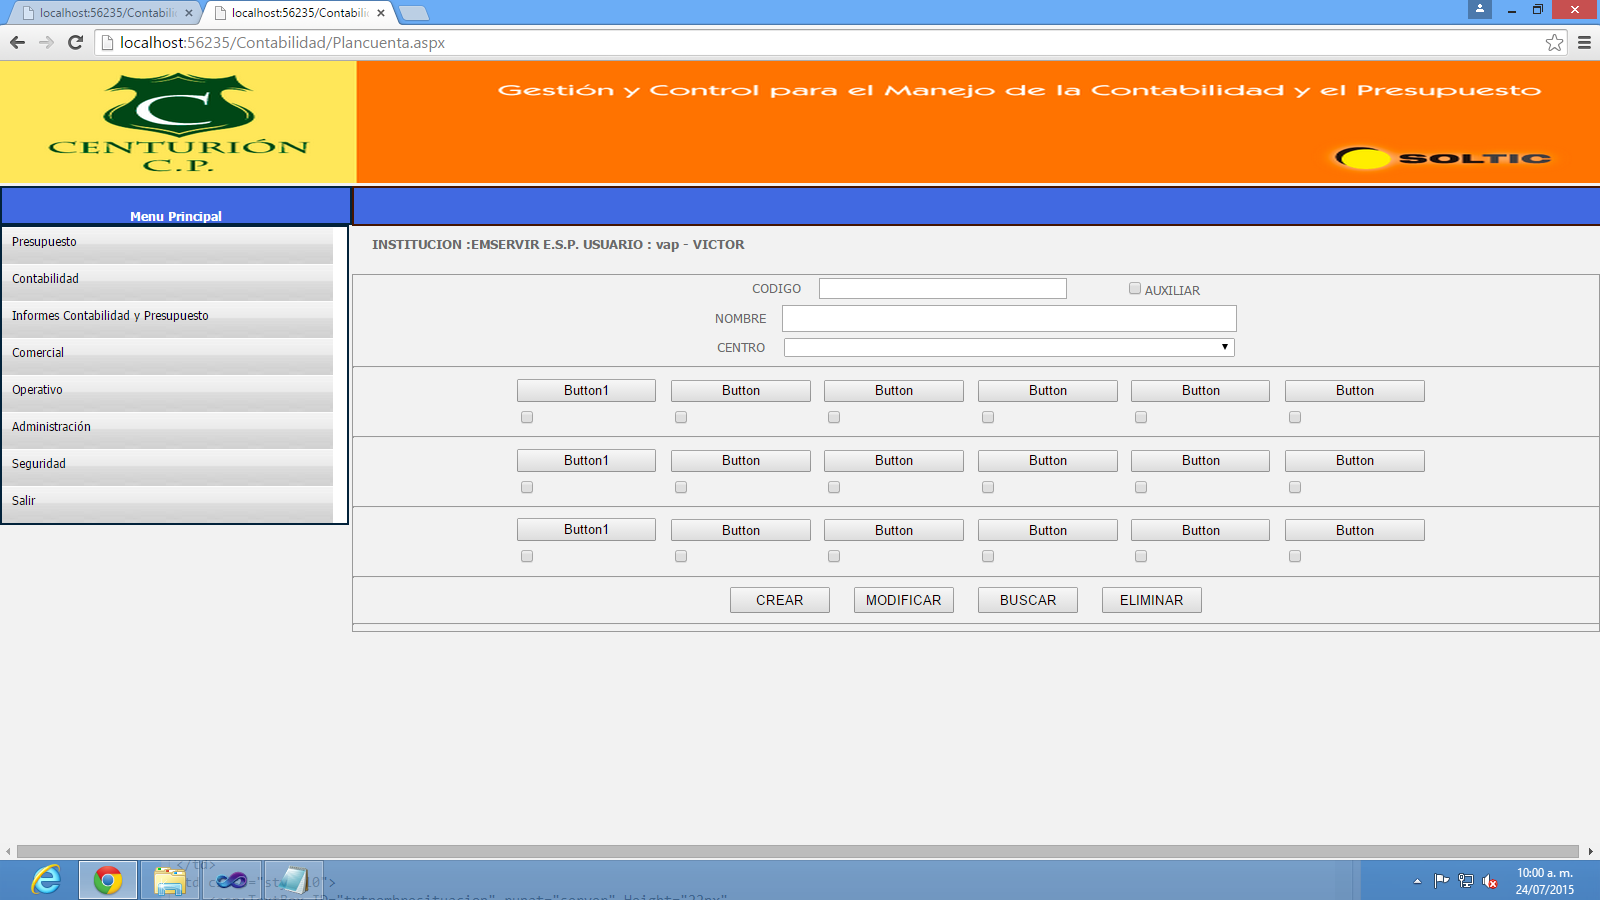 localhost:56235/Contabilic
localhost:56235/Contabilic
localhost:56235/Contabilidad/Plancuenta.aspx
C
CENTURIÓN
C.P.
Gestión y Control para el Manejo de la Contabilidad y el Presupuesto
SOLTIC
Menu Principal
Presupuesto
Contabilidad
Informes Contabilidad y Presupuesto
Comercial
Operativo
Administración
Seguridad
Salir
INSTITUCION :EMSERVIR E.S.P. USUARIO : vap - VICTOR
CODIGO
AUXILIAR
NOMBRE
CENTRO
Button1 Button Button Button Button Button
Button1 Button Button Button Button Button
Button1 Button Button Button Button Button
CREAR MODIFICAR BUSCAR ELIMINAR
</td>
10:00 a. m.
24/07/2015